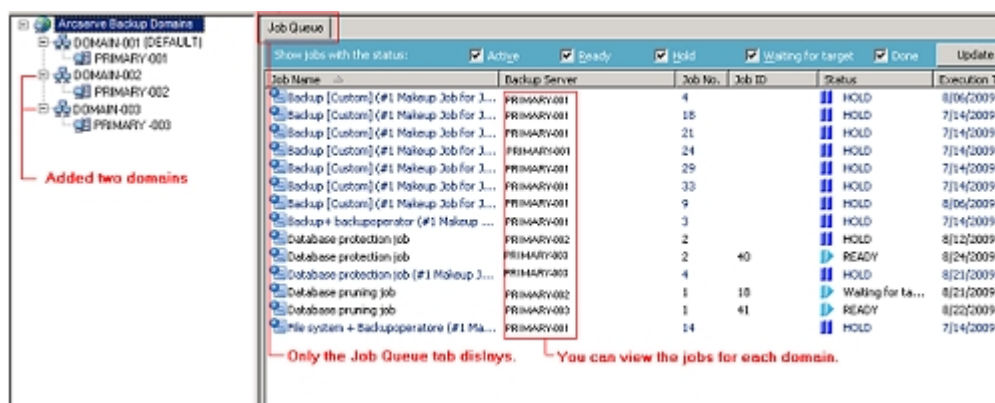 Arcserve Backup Domains
DOMAIN-001 (DEFAULT)
PRIMARY-001
DOMAIN-002
PRIMARY-002
DOMAIN-003
PRIMARY -003
Added two domains
Job Queue
Show jobs with the status: Active Ready Hold Waiting for target Done Update
Job Name Backup Server Job No. Job ID Status Execution T
Backup [Custom] (#1 Makeup Job for J... PRIMARY-001 4 HOLD 8/06/2009
Backup [Custom] (#1 Makeup Job for J... PRIMARY-001 18 HOLD 7/14/2009
Backup [Custom] (#1 Makeup Job for J... PRIMARY-001 21 HOLD 7/14/2009
Backup [Custom] (#1 Makeup Job for J... PRIMARY-001 24 HOLD 7/14/2009
Backup [Custom] (#1 Makeup Job for J... PRIMARY-001 29 HOLD 7/14/2009
Backup [Custom] (#1 Makeup Job for J... PRIMARY-001 33 HOLD 7/14/2009
Backup [Custom] (#1 Makeup Job for J... PRIMARY-001 9 HOLD 8/06/2009
Backup+ backupoperator (#1 Makeup ... PRIMARY-001 3 HOLD 7/14/2009
Database protection job PRIMARY-002 2 HOLD 8/12/2009
Database protection job PRIMARY-003 2 40 READY 8/24/2009
Database protection job (#1 Makeup J... PRIMARY-003 4 HOLD 8/21/2009
Database pruning job PRIMARY-002 1 18 Waiting for ta... 8/21/2009
Database pruning job PRIMARY-003 1 41 READY 8/22/2009
File system + Backupoperatore (#1 Ma... PRIMARY-001 14 HOLD 7/14/2009
Only the Job Queue tab displays.
You can view the jobs for each domain.